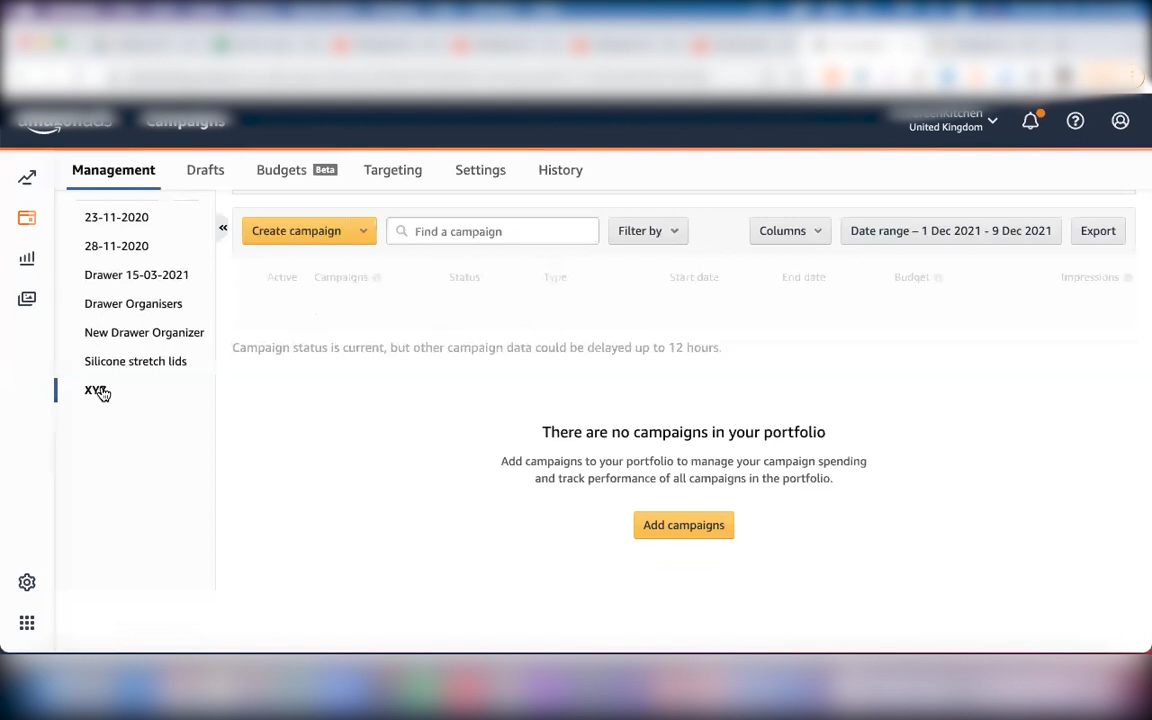 Campaigns
United Kingdom
Management
Drafts
Budgets Beta
Targeting
Settings
History
23-11-2020
28-11-2020
Drawer 15-03-2021
Drawer Organisers
New Drawer Organizer
Silicone stretch lids
Create campaign
Find a campaign
Filter by
Columns
Date range – 1 Dec 2021 - 9 Dec 2021
Export
Active
Campaigns
Status
Type
Start date
End date
Budget
Impressions
Campaign status is current, but other campaign data could be delayed up to 12 hours.
There are no campaigns in your portfolio
Add campaigns to your portfolio to manage your campaign spending
and track performance of all campaigns in the portfolio.
Add campaigns